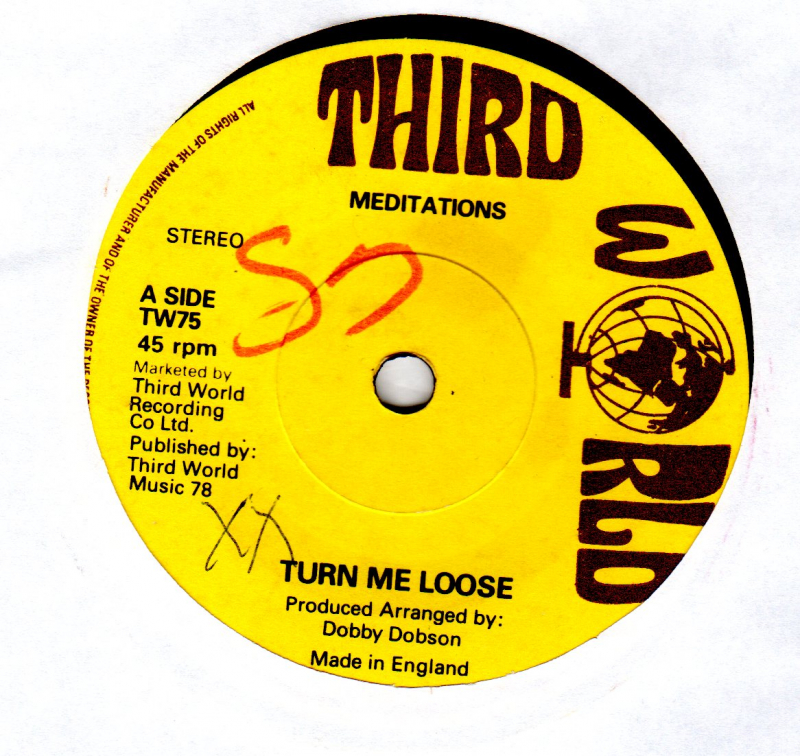 THIRD
WORLD
MEDITATIONS
ALL RIGHTS OF THE MANUFACTURER AND OF THE OWNER OF THE
STEREO
A SIDE
TW75
45 rpm
Marketed by
Third World
Recording
Co Ltd.
Published by:
Third World
Music 78
XX
TURN ME LOOSE
Produced Arranged by:
Dobby Dobson
Made in England